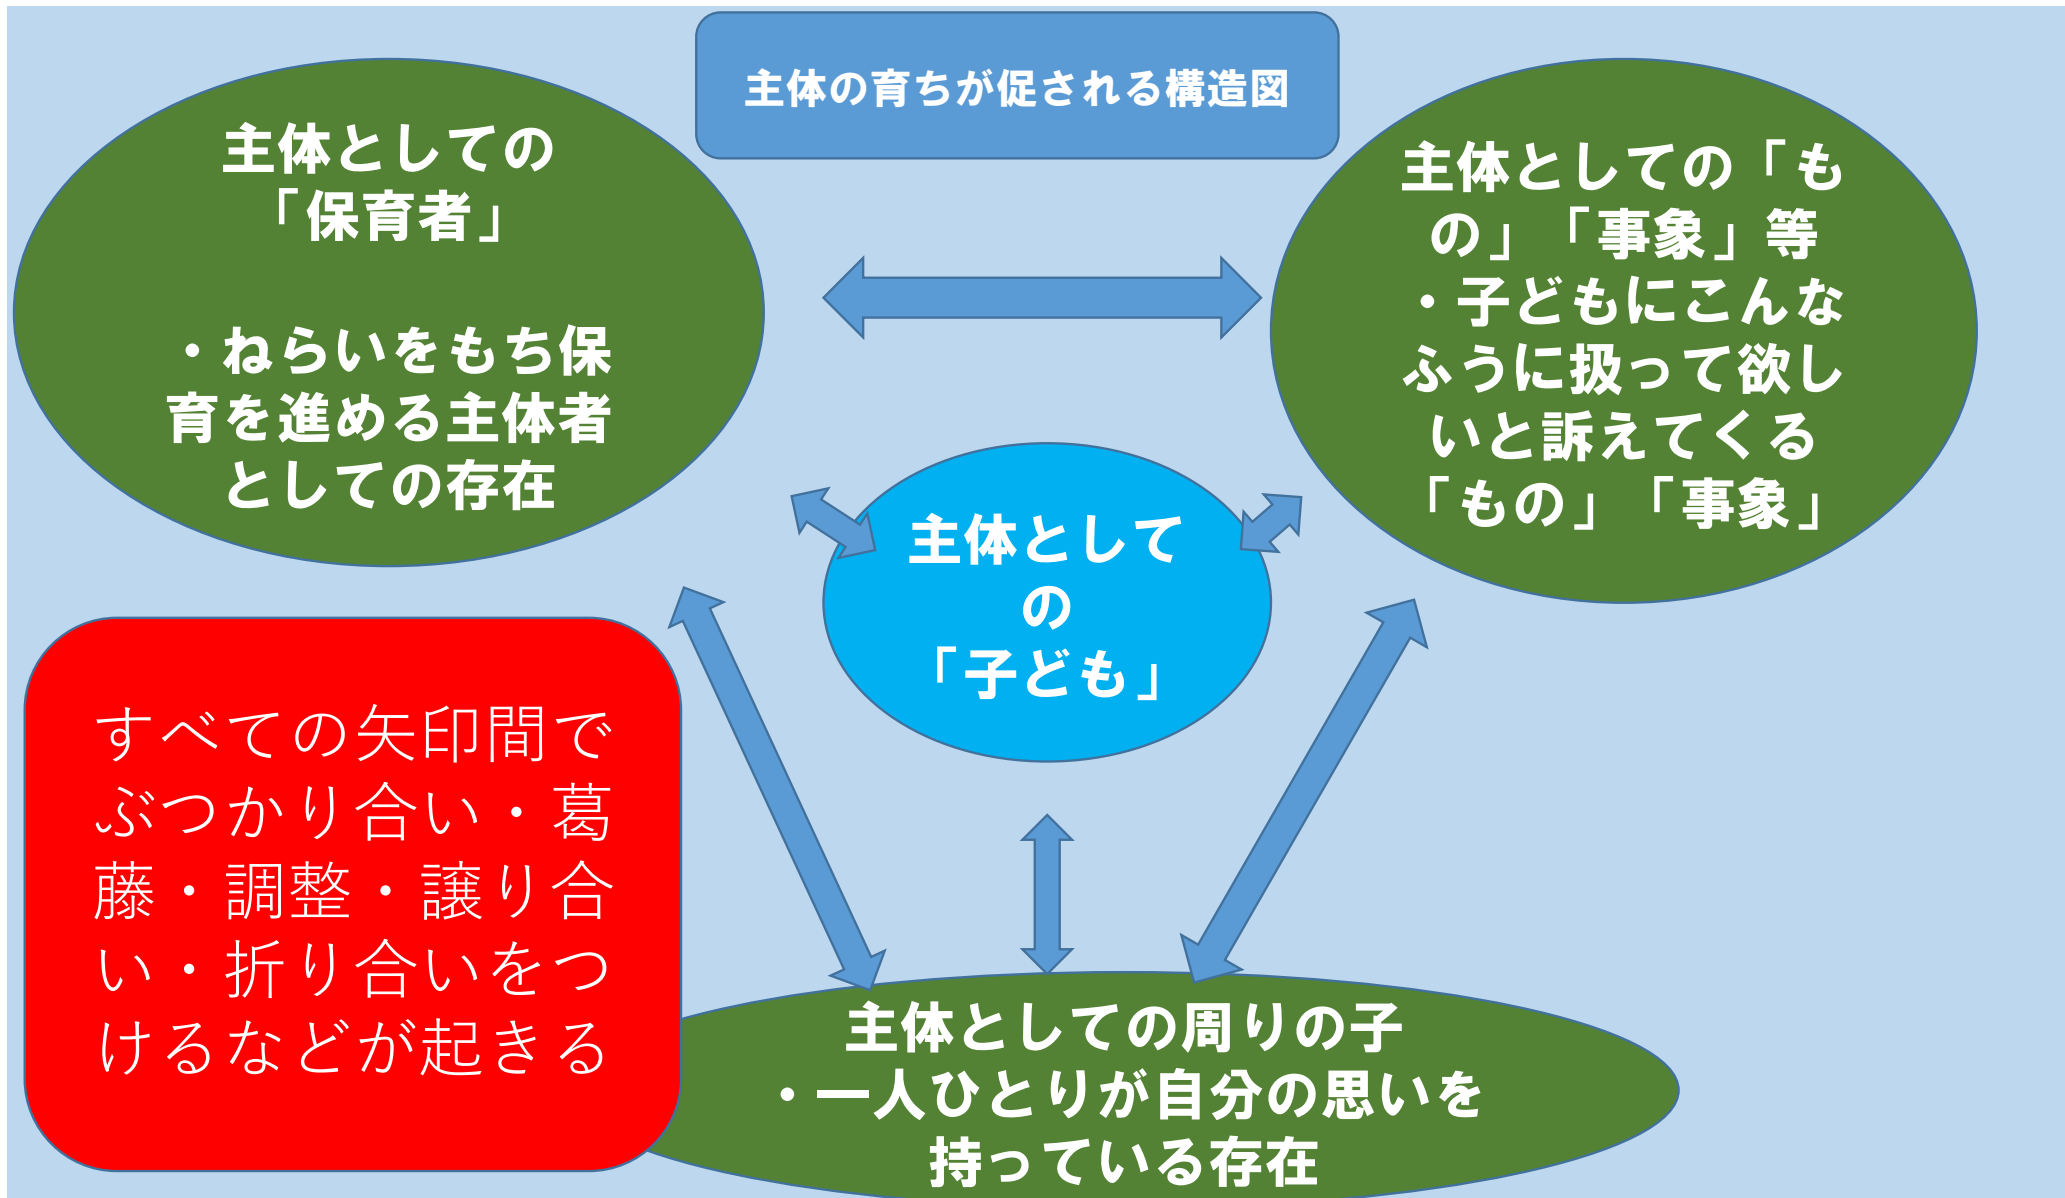 主体の育ちが促される構造図
主体としての
「保育者」
・ねらいをもち保
育を進める主体者
としての存在
主体としての「も
の」「事象」等
・子どもにこんな
ふうに扱って欲し
いと訴えてくる
「もの」「事象」
主体として
の
「子ども」
すべての矢印間で
ぶつかり合い・葛
藤・調整・譲り合
い・折り合いをつ
けるなどが起きる
主体としての周りの子
・一人ひとりが自分の思いを
持っている存在